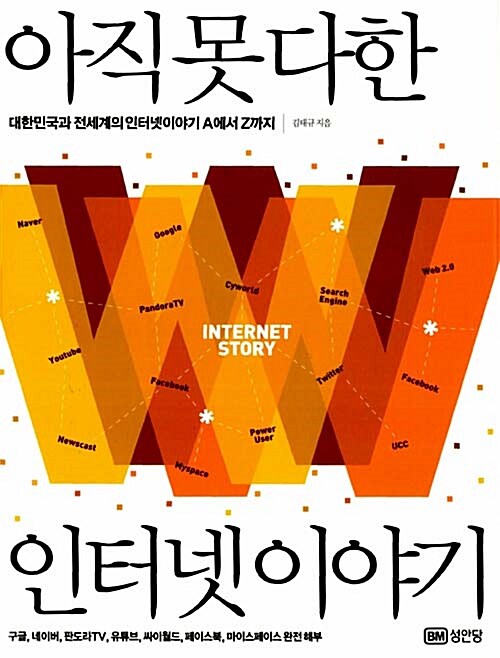 아직 못 다한
대한민국과 전세계의 인터넷이야기 A에서 Z까지 | 김태규 지음
Naver
Google
Cyworld
Search
Engine
Web 2.0
PandoraTV
INTERNET
STORY
Youtube
Facebook
Twitter
Facebook
Newscast
Myspace
Power
User
UCC
인터넷 이야기
구글, 네이버, 판도라TV, 유튜브, 싸이월드, 페이스북, 마이스페이스 완전 해부
BM 성안당